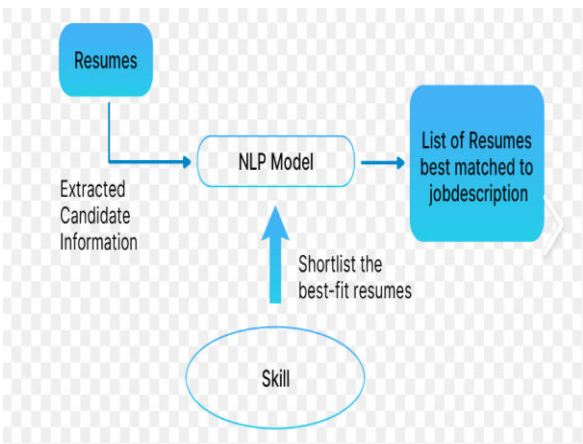 Resumes
NLP Model
List of Resumes
best matched to
jobdescription
Extracted
Candidate
Information
Shortlist the
best-fit resumes
Skill